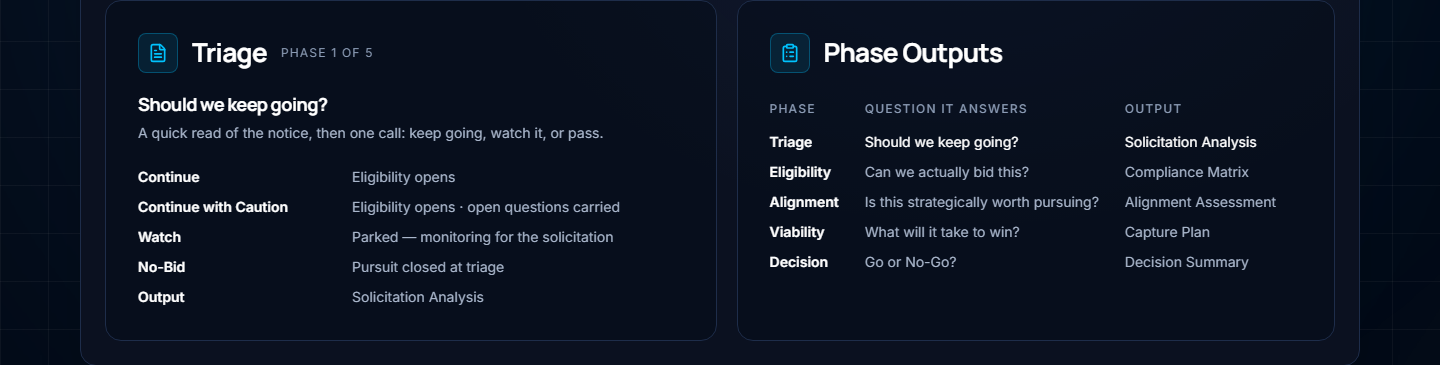 Triage PHASE 1 OF 5
Should we keep going?
A quick read of the notice, then one call: keep going, watch it, or pass.
Continue Eligibility opens
Continue with Caution Eligibility opens · open questions carried
Watch Parked — monitoring for the solicitation
No-Bid Pursuit closed at triage
Output Solicitation Analysis
Phase Outputs
PHASE QUESTION IT ANSWERS OUTPUT
Triage Should we keep going? Solicitation Analysis
Eligibility Can we actually bid this? Compliance Matrix
Alignment Is this strategically worth pursuing? Alignment Assessment
Viability What will it take to win? Capture Plan
Decision Go or No-Go? Decision Summary